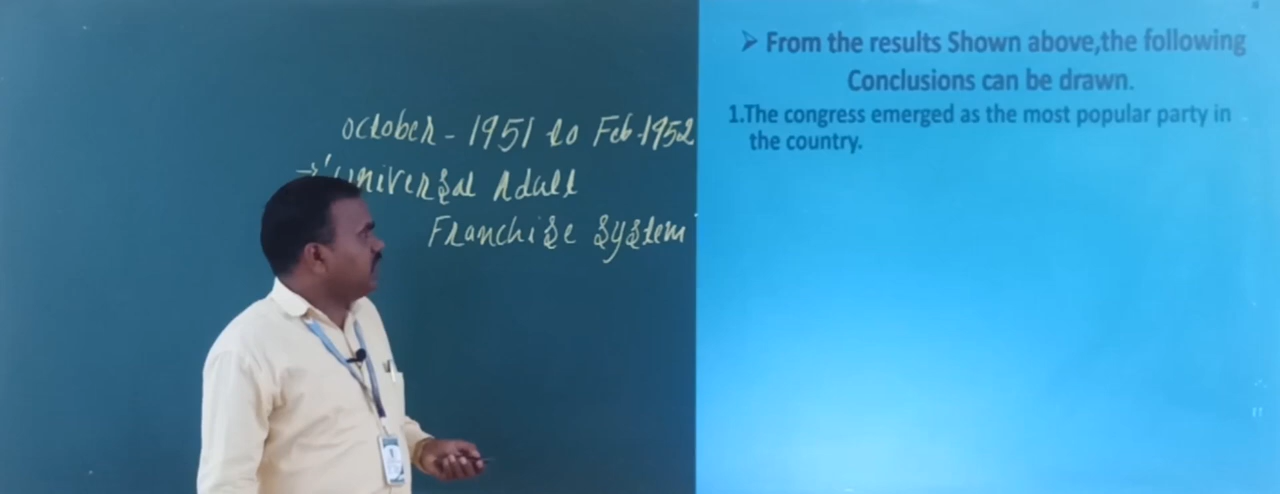 October - 1951 to Feb-1952
→ Universal Adult
Franchise System
➢ From the results Shown above,the following
Conclusions can be drawn.
1.The congress emerged as the most popular party in
the country.